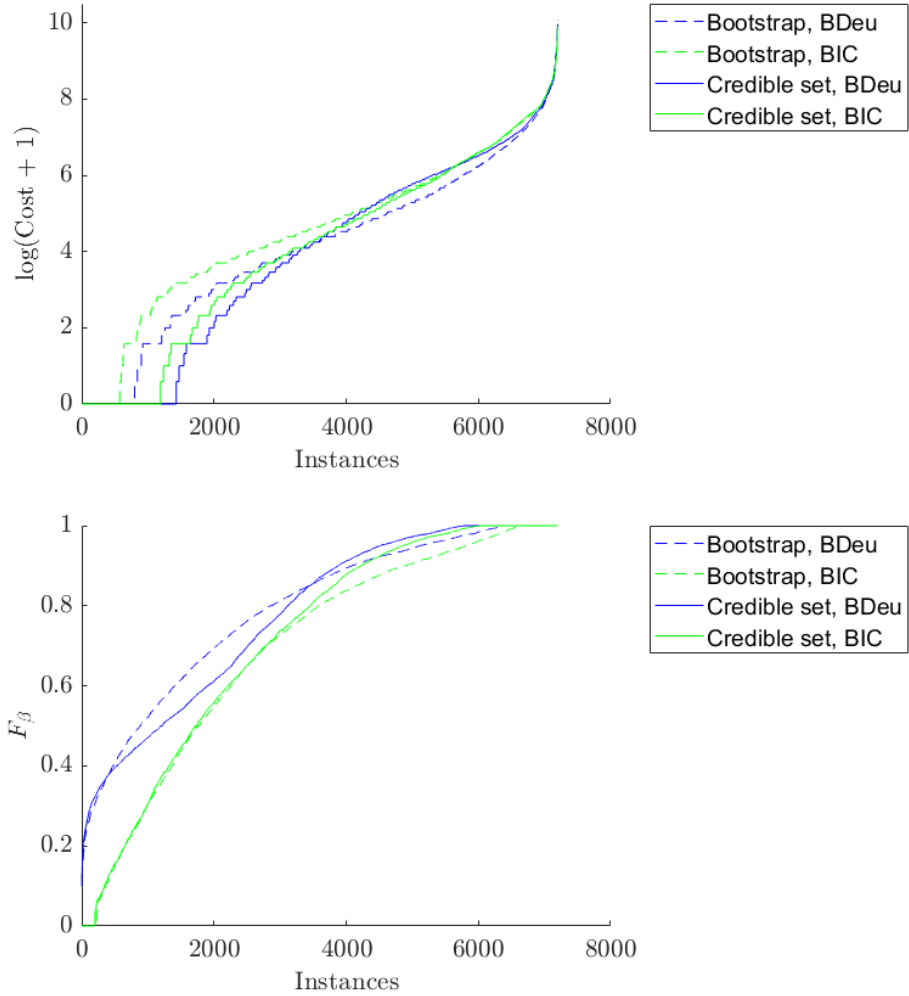 10
8
6
4
2
0
log(Cost + 1)
0 2000 4000 6000 8000
Instances
Bootstrap, BDeu
Bootstrap, BIC
Credible set, BDeu
Credible set, BIC
1
0.8
0.6
0.4
0.2
0
F_β
0 2000 4000 6000 8000
Instances
Bootstrap, BDeu
Bootstrap, BIC
Credible set, BDeu
Credible set, BIC